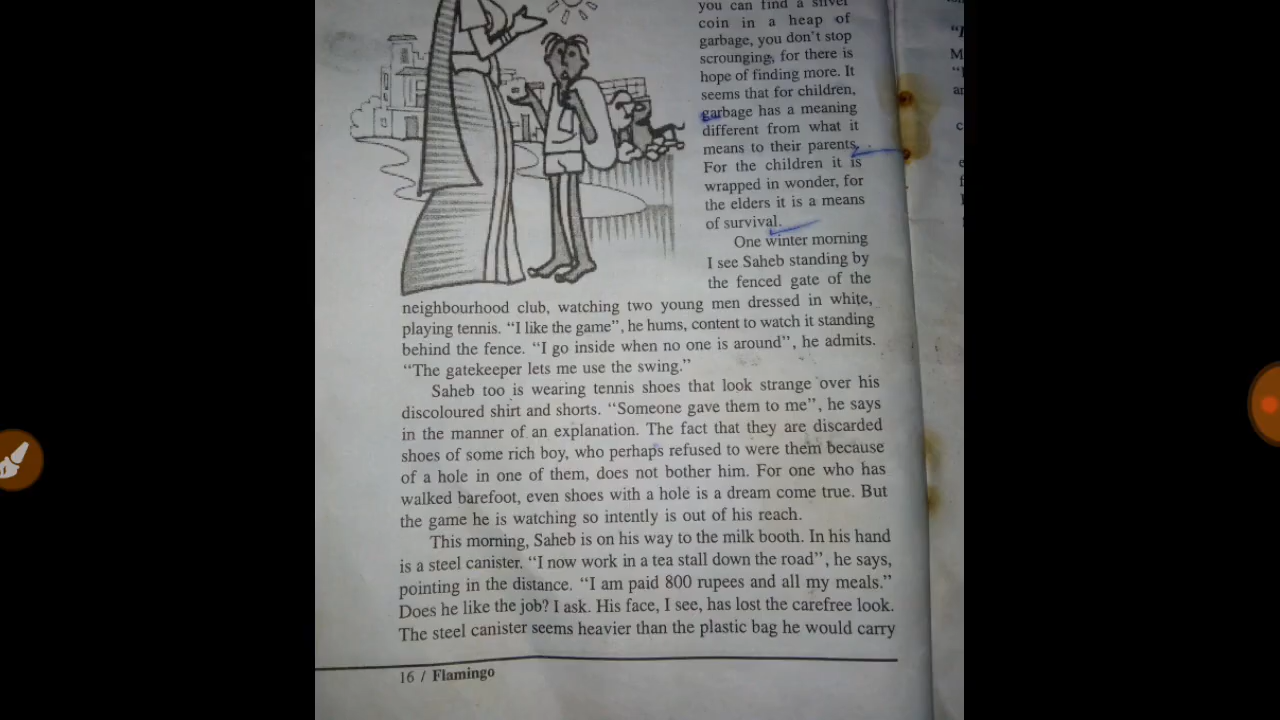 you can find a silver
coin in a heap of
garbage, you don't stop
scrounging, for there is
hope of finding more. It
seems that for children,
garbage has a meaning
different from what it
means to their parents.
For the children it is
wrapped in wonder, for
the elders it is a means
of survival.
One winter morning
I see Saheb standing by
the fenced gate of the
neighbourhood club, watching two young men dressed in white,
playing tennis. “I like the game”, he hums, content to watch it standing
behind the fence. “I go inside when no one is around”, he admits.
“The gatekeeper lets me use the swing.”
Saheb too is wearing tennis shoes that look strange over his
discoloured shirt and shorts. “Someone gave them to me”, he says
in the manner of an explanation. The fact that they are discarded
shoes of some rich boy, who perhaps refused to were them because
of a hole in one of them, does not bother him. For one who has
walked barefoot, even shoes with a hole is a dream come true. But
the game he is watching so intently is out of his reach.
This morning, Saheb is on his way to the milk booth. In his hand
is a steel canister. “I now work in a tea stall down the road”, he says,
pointing in the distance. “I am paid 800 rupees and all my meals.”
Does he like the job? I ask. His face, I see, has lost the carefree look.
The steel canister seems heavier than the plastic bag he would carry
16 / Flamingo